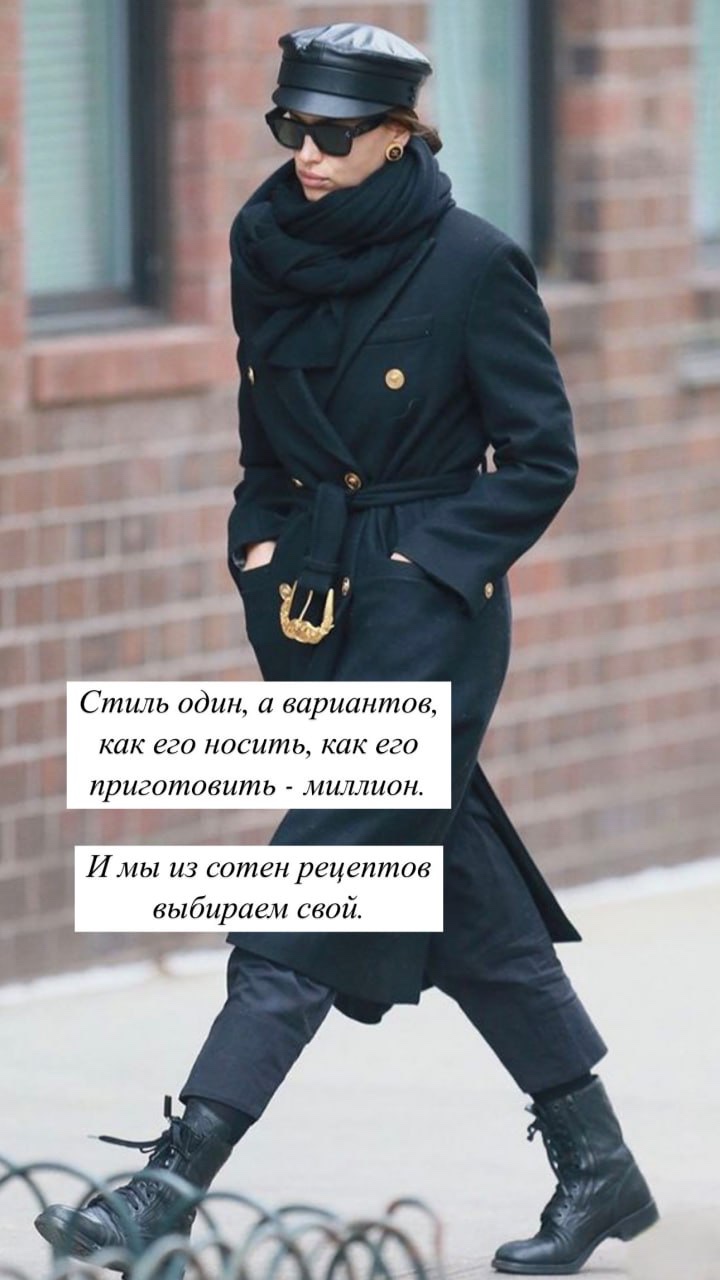 Стиль один, а вариантов,
как его носить, как его
приготовить - миллион.
И мы из сотен рецептов
выбираем свой.